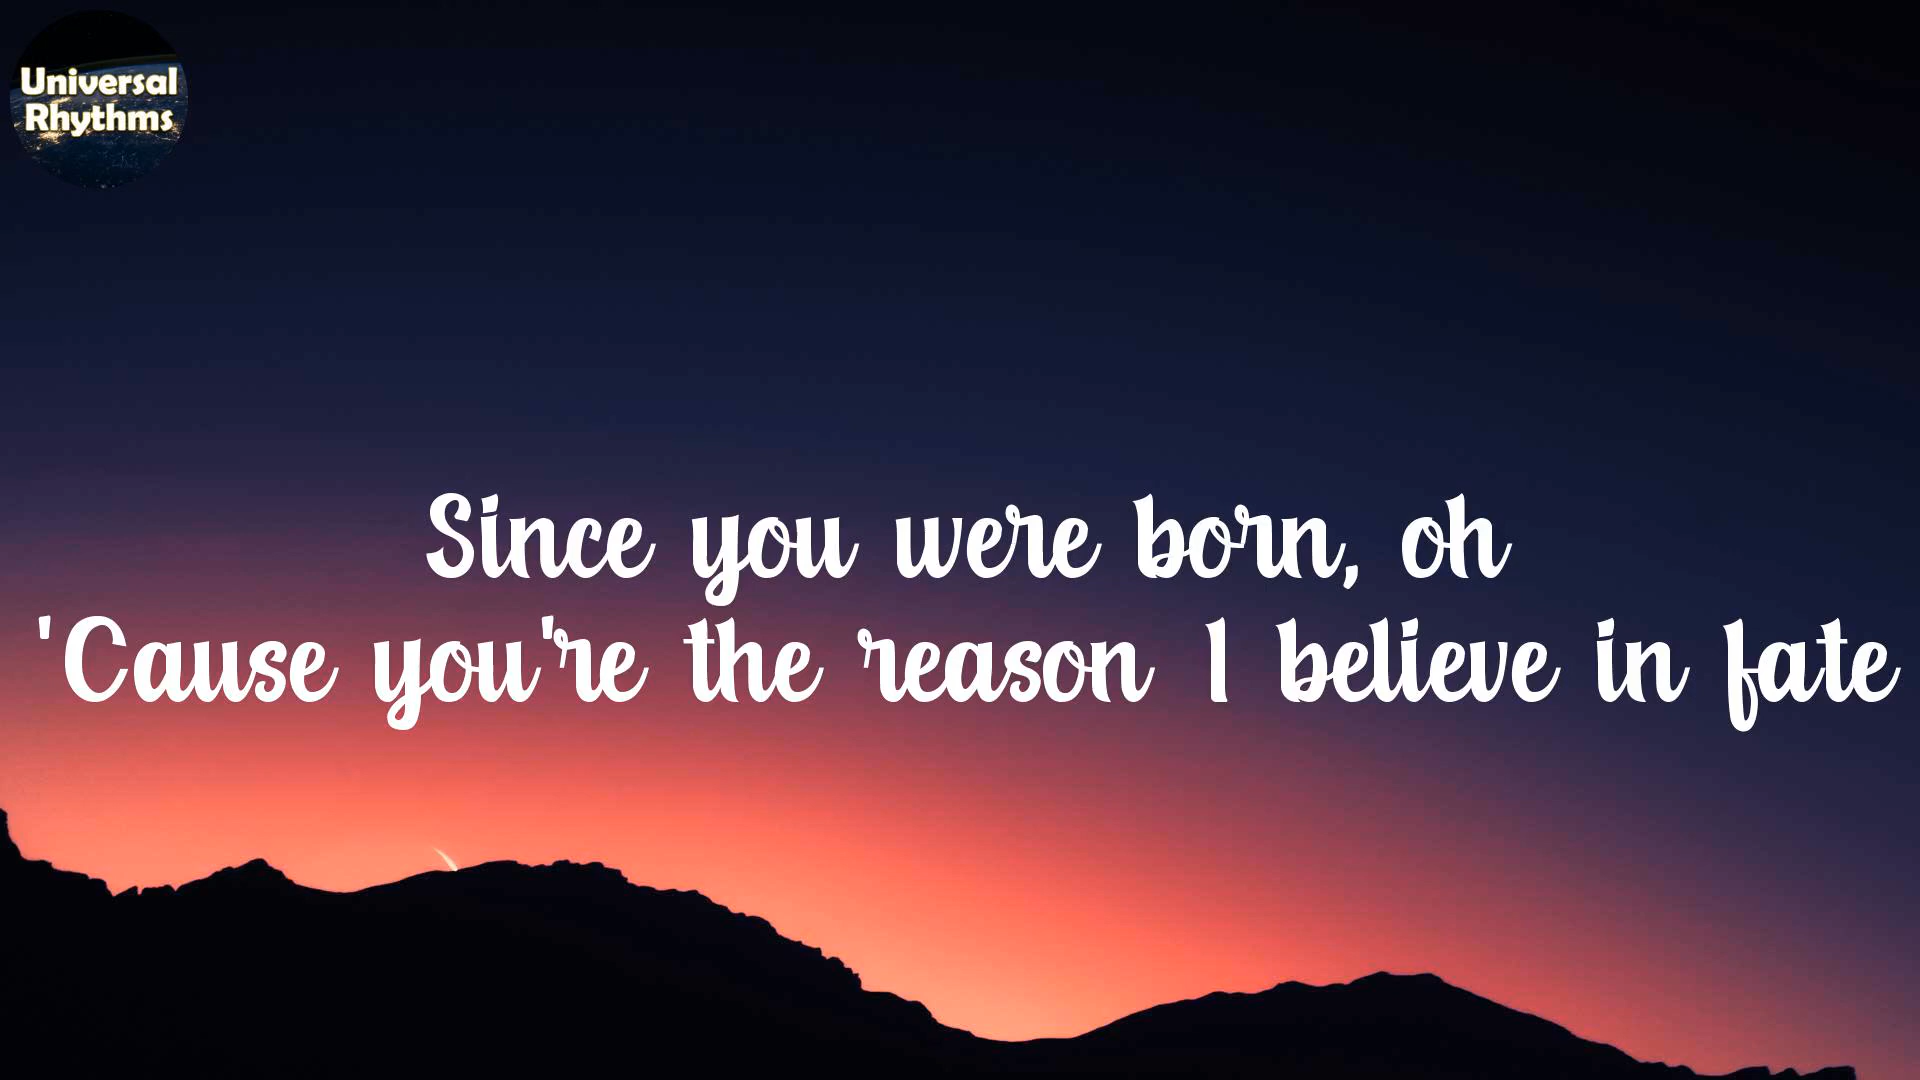 Universal
Rhythms
Since you were born, oh
'Cause you're the reason I believe in fate